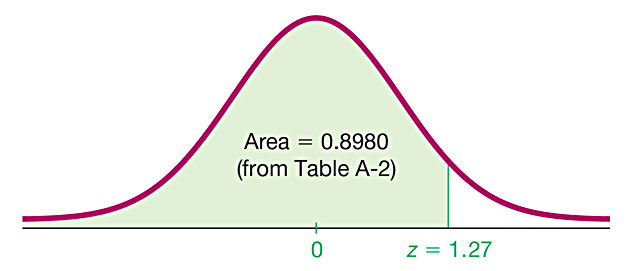 Area = 0.8980
(from Table A-2)
0
z = 1.27